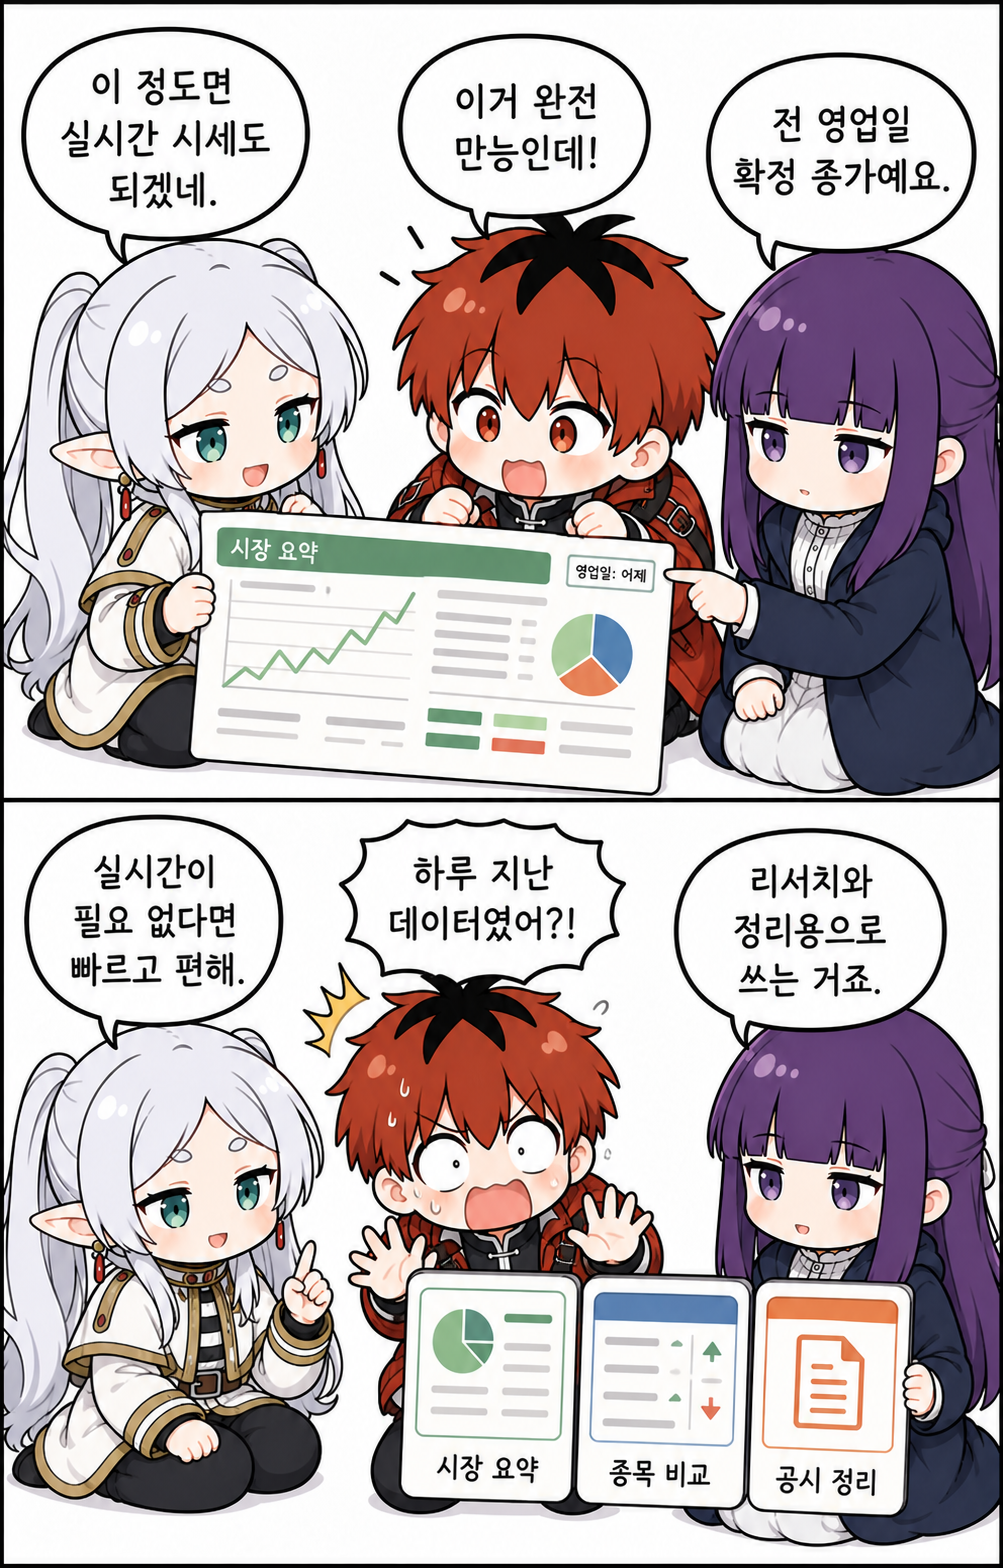 이 정도면
실시간 시세도
되겠네.
이거 완전
만능인데!
전 영업일
확정 종가예요.
시장 요약
영업일: 어제
실시간이
필요 없다면
빠르고 편해.
하루 지난
데이터였어?!
리서치와
정리용으로
쓰는 거죠.
시장 요약
종목 비교
공시 정리